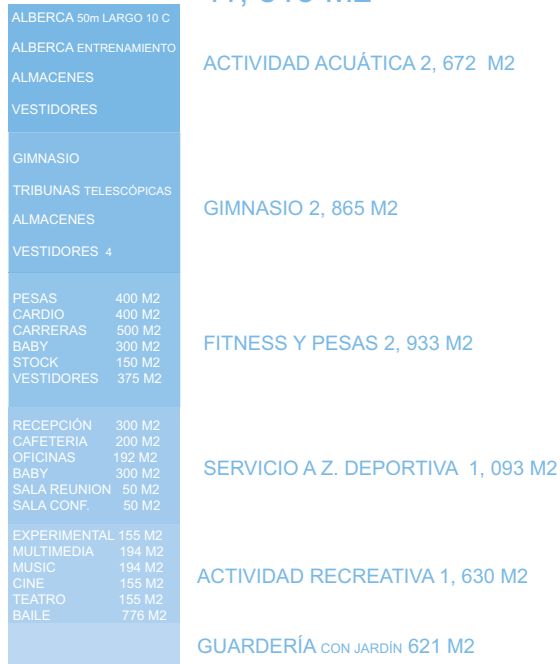 ALBERCA 50m LARGO 10 C
ALBERCA ENTRENAMIENTO
ALMACENES
VESTIDORES
ACTIVIDAD ACUÁTICA 2, 672 M2
GIMNASIO
TRIBUNAS TELESCÓPICAS
ALMACENES
VESTIDORES 4
GIMNASIO 2, 865 M2
PESAS 400 M2
CARDIO 400 M2
CARRERAS 500 M2
BABY 300 M2
STOCK 150 M2
VESTIDORES 375 M2
FITNESS Y PESAS 2, 933 M2
RECEPCIÓN 300 M2
CAFETERIA 200 M2
OFICINAS 192 M2
BABY 300 M2
SALA REUNION 50 M2
SALA CONF. 50 M2
SERVICIO A Z. DEPORTIVA 1, 093 M2
EXPERIMENTAL 155 M2
MULTIMEDIA 194 M2
MUSIC 194 M2
CINE 155 M2
TEATRO 155 M2
BAILE 776 M2
ACTIVIDAD RECREATIVA 1, 630 M2
GUARDERÍA CON JARDÍN 621 M2